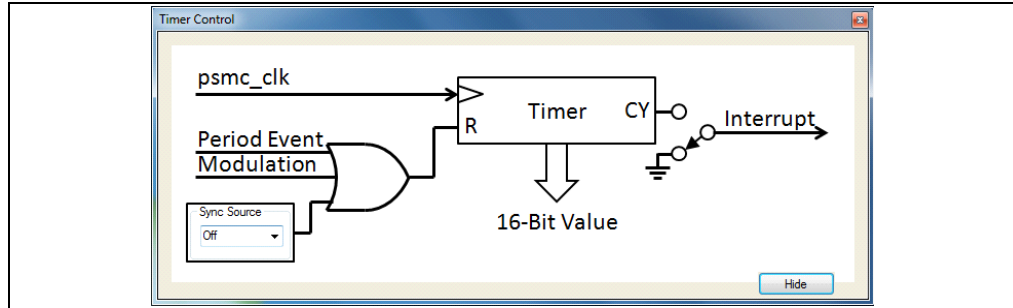 Timer Control
psmc_clk
Timer
CY
R
Interrupt
Period Event
Modulation
Sync Source
Off
16-Bit Value
Hide